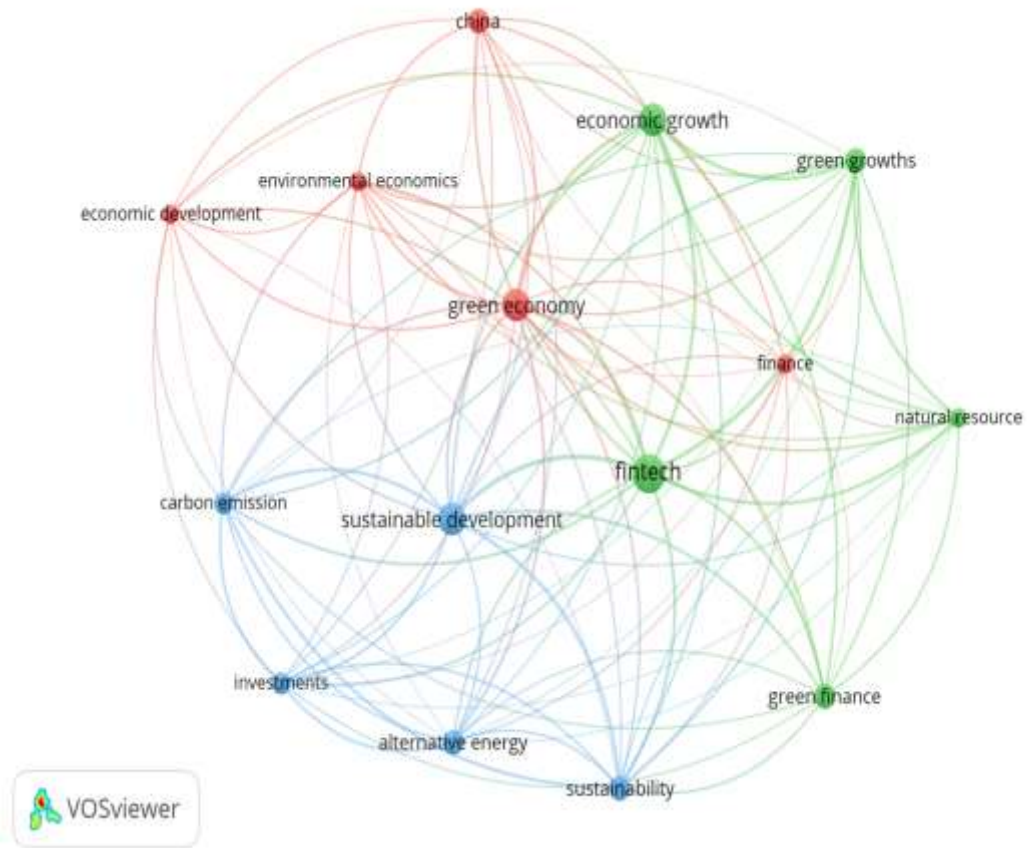 china
economic growth
green growths
environmental economics
economic development
green economy
finance
natural resource
fintech
carbon emission
sustainable development
investments
green finance
alternative energy
sustainability
VOSviewer